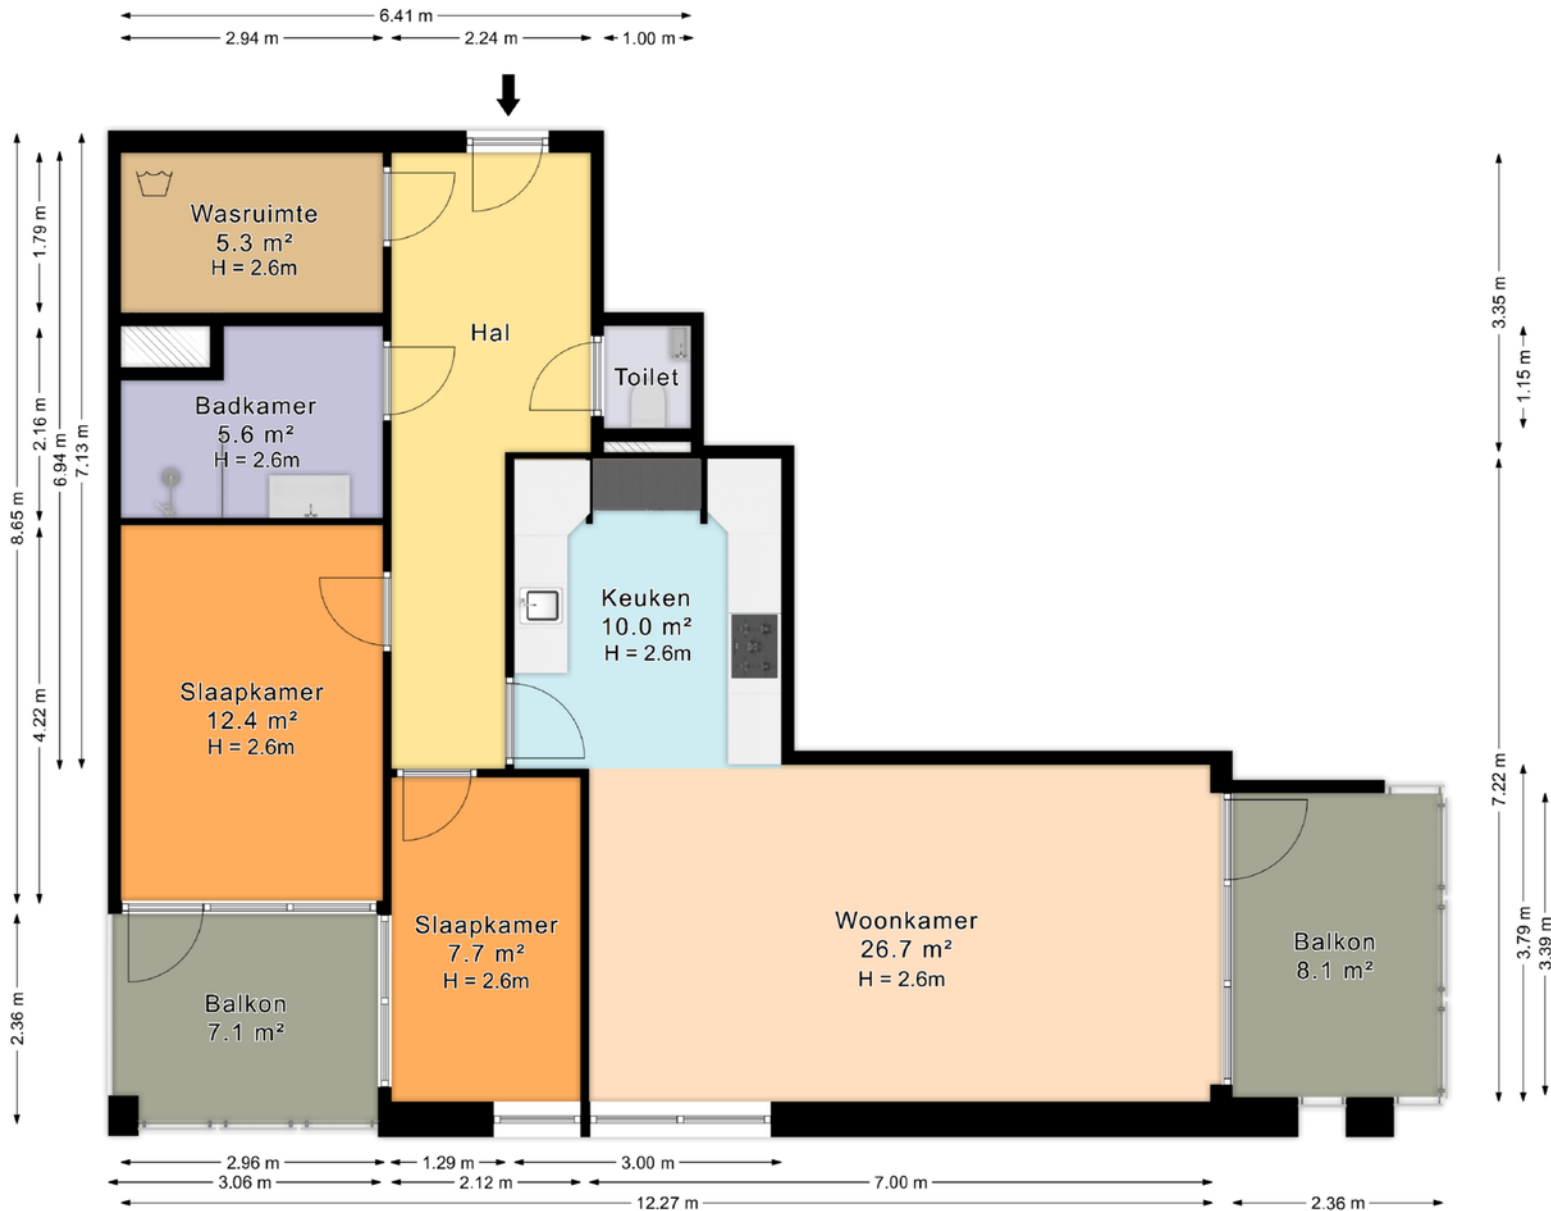 6.41 m
2.94 m
2.24 m
1.00 m
Wasruimte
5.3 m²
H = 2.6m
Hal
Toilet
Badkamer
5.6 m²
H = 2.6m
Keuken
10.0 m²
H = 2.6m
Slaapkamer
12.4 m²
H = 2.6m
Slaapkamer
7.7 m²
H = 2.6m
Woonkamer
26.7 m²
H = 2.6m
Balkon
8.1 m²
Balkon
7.1 m²
8.65 m
2.36 m
1.79 m
2.16 m
4.22 m
6.94 m
7.13 m
3.35 m
7.22 m
1.15 m
3.79 m
3.39 m
2.96 m
1.29 m
3.00 m
3.06 m
2.12 m
7.00 m
12.27 m
2.36 m